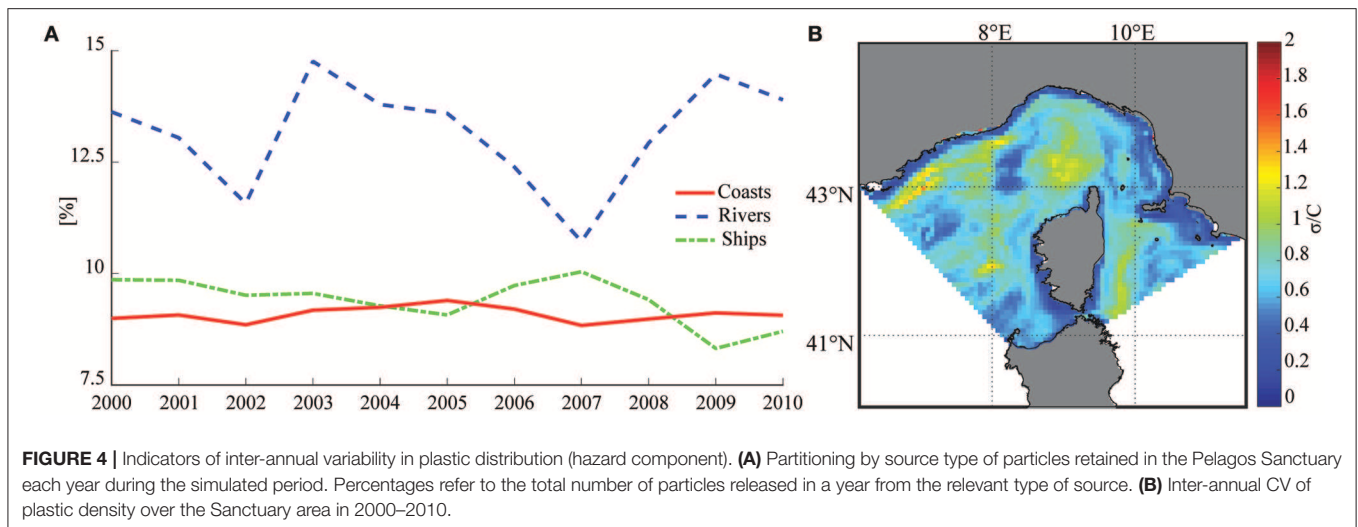 A
15
12.5
10
7.5
[%]
Coasts
Rivers
Ships
2000 2001 2002 2003 2004 2005 2006 2007 2008 2009 2010
B
8°E 10°E
43°N
41°N
2
1.8
1.6
1.4
1.2
1
0.8
0.6
0.4
0.2
0
σ/C
FIGURE 4 | Indicators of inter-annual variability in plastic distribution (hazard component). (A) Partitioning by source type of particles retained in the Pelagos Sanctuary
each year during the simulated period. Percentages refer to the total number of particles released in a year from the relevant type of source. (B) Inter-annual CV of
plastic density over the Sanctuary area in 2000–2010.